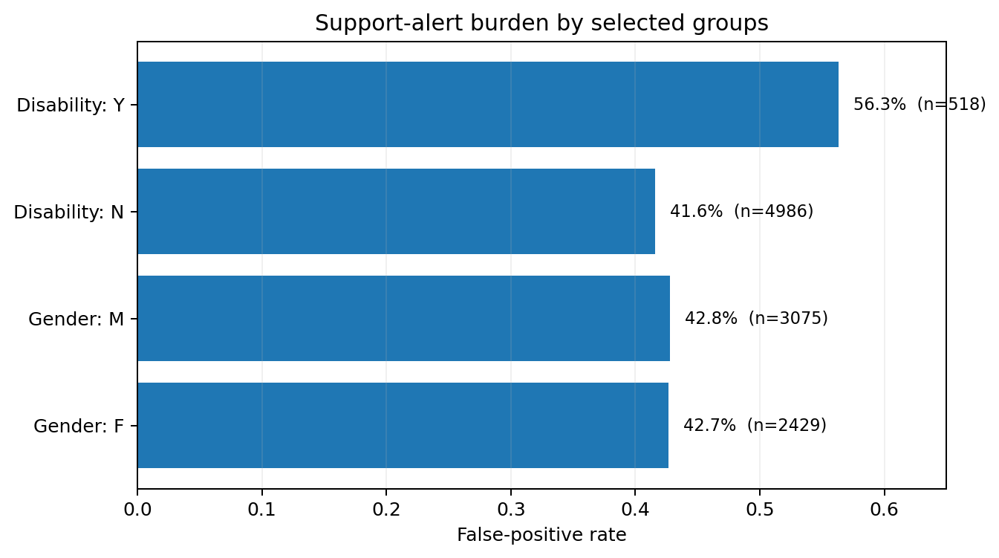 Support-alert burden by selected groups
Disability: Y
56.3%  (n=518)
Disability: N
41.6%  (n=4986)
Gender: M
42.8%  (n=3075)
Gender: F
42.7%  (n=2429)
0.0 0.1 0.2 0.3 0.4 0.5 0.6
False-positive rate